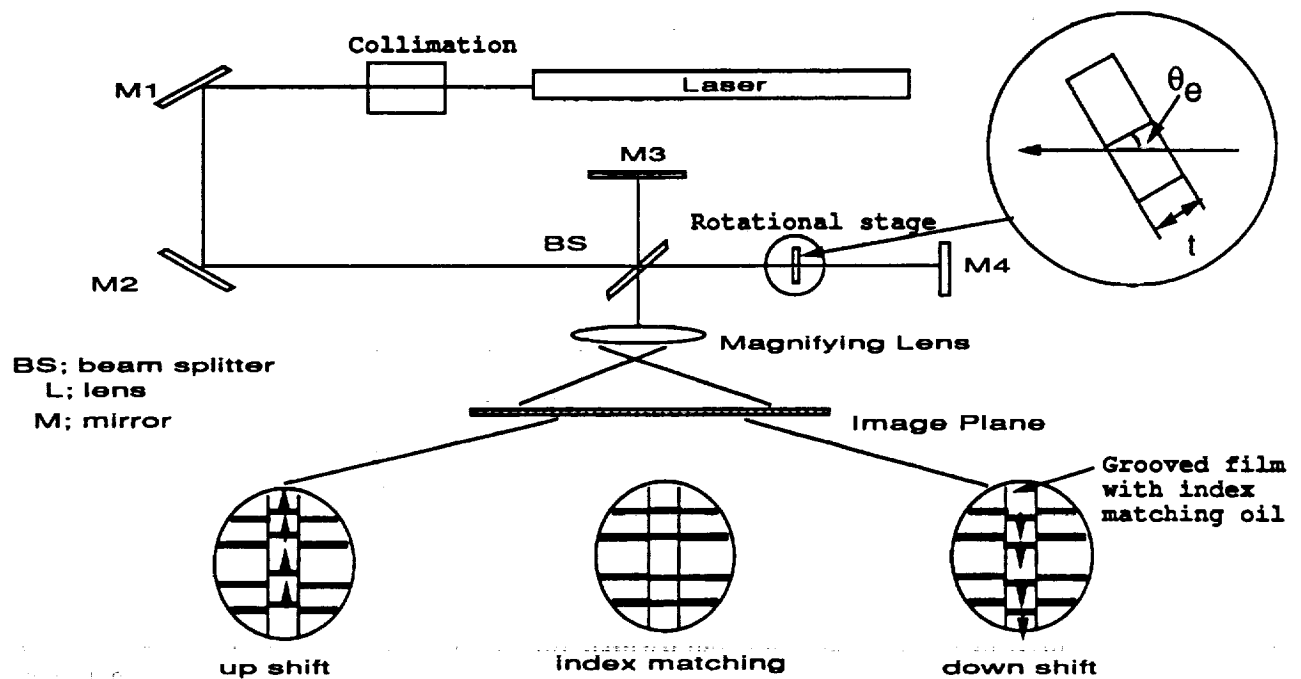 Collimation
M1
Laser
θe
M3
Rotational stage
BS
M2
M4
t
Magnifying Lens
BS; beam splitter
L; lens
M; mirror
Image Plane
Grooved film
with index
matching oil
up shift
index matching
down shift